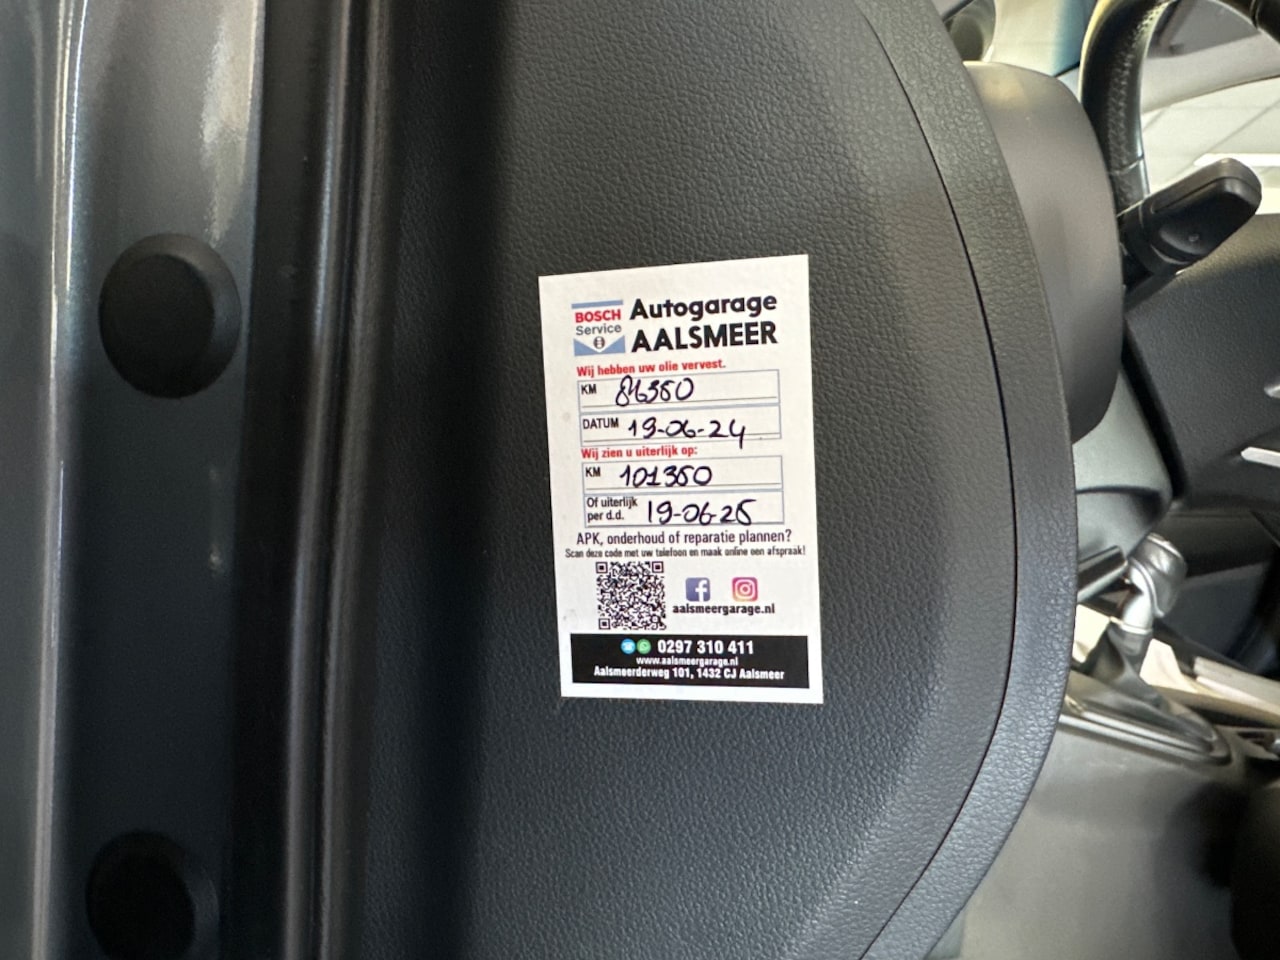 BOSCH
Service
Autogarage
AALSMEER
Wij hebben uw olie ververst.
KM 86350
DATUM 19-06-24
Wij zien u uiterlijk op:
KM 101350
Of uiterlijk
per d.d. 19-06-25
APK, onderhoud of reparatie plannen?
Scan deze code met uw telefoon en maak online een afspraak!
aalsmeergarage.nl
0297 310 411
www.aalsmeergarage.nl
Aalsmeerderweg 101, 1432 CJ Aalsmeer